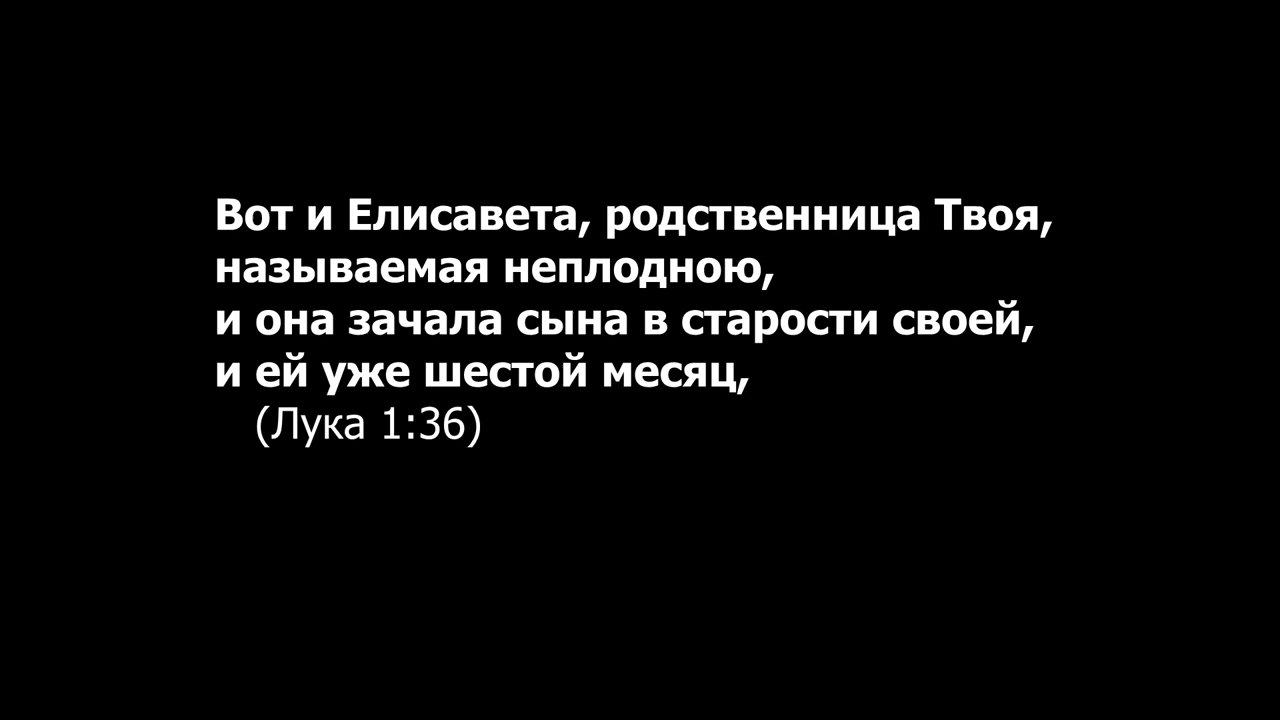 Вот и Елисавета, родственница Твоя,
называемая неплодною,
и она зачала сына в старости своей,
и ей уже шестой месяц,
(Лука 1:36)